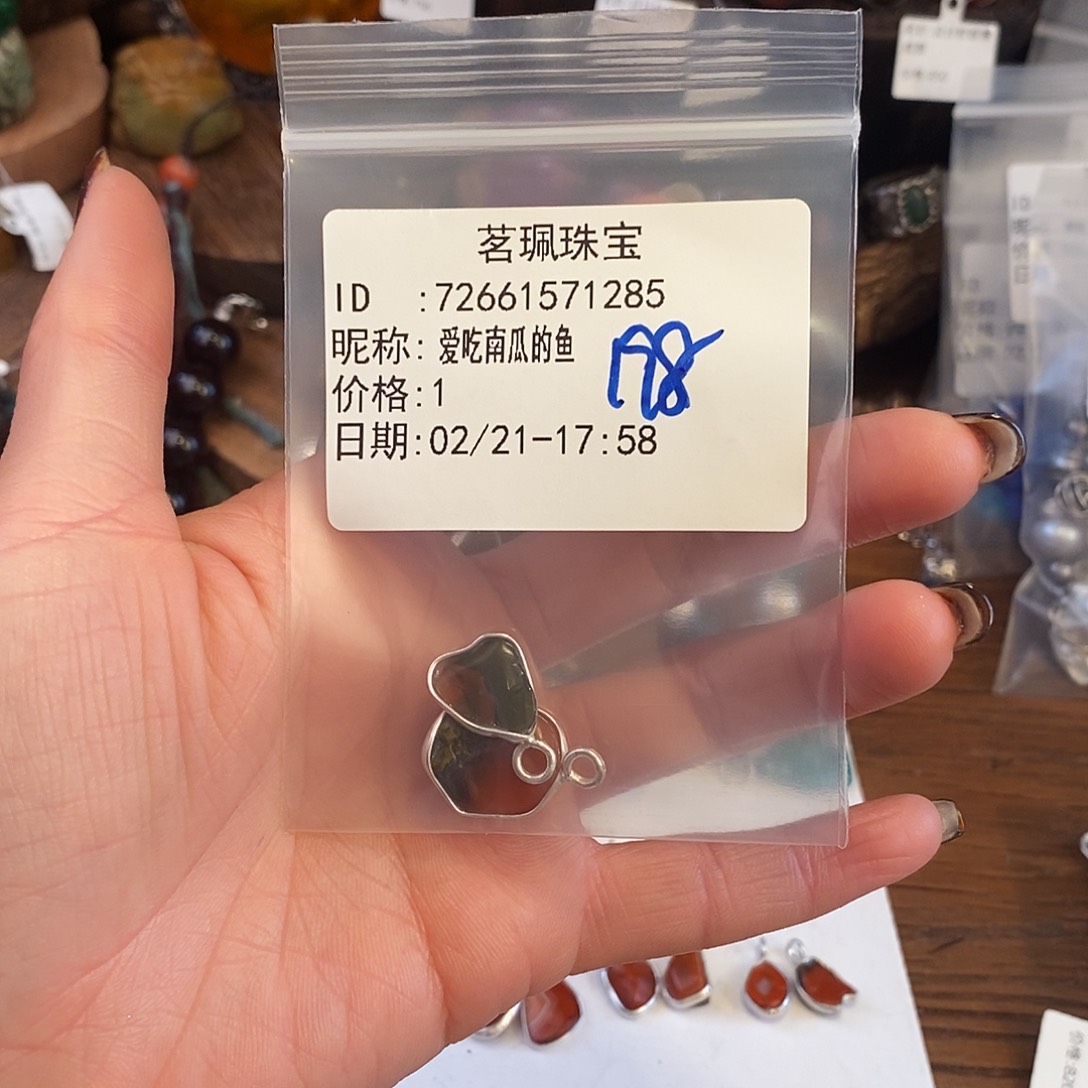 茗珮珠宝
ID :72661571285
昵称: 爱吃南瓜的鱼
价格:1
日期:02/21-17:58